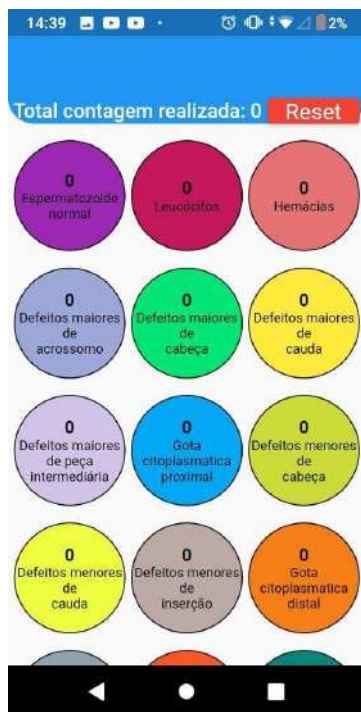 14:39
2%
Total contagem realizada: 0 Reset
0
Espermatozoide
normal
0
Leucócitos
0
Hemácias
0
Defeitos maiores
de
acrossomo
0
Defeitos maiores
de
cabeça
0
Defeitos maiores
de
cauda
0
Defeitos maiores
de peça
intermediária
0
Gota
citoplasmatica
proximal
0
Defeitos menores
de
cabeça
0
Defeitos menores
de
cauda
0
Defeitos menores
de
inserção
0
Gota
citoplasmatica
distal